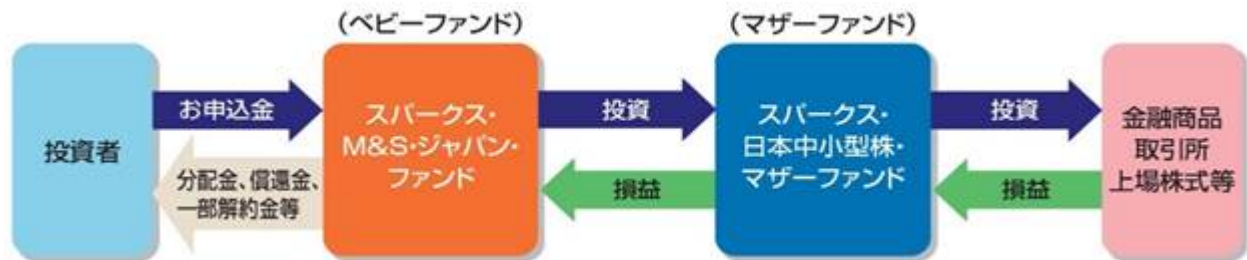 (ベビーファンド)
(マザーファンド)
投資者
お申込金
分配金、償還金、
一部解約金等
スパークス・
M&S・ジャパン・
ファンド
投資
損益
スパークス・
日本中小型株・
マザーファンド
投資
損益
金融商品
取引所
上場株式等